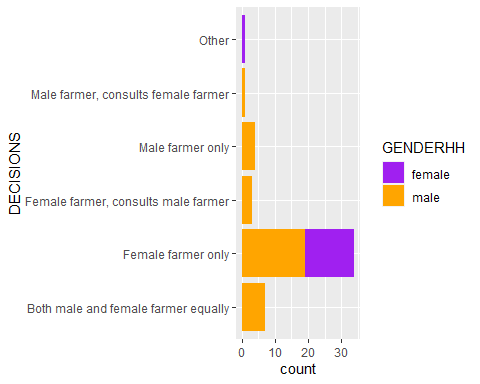 Other
Male farmer, consults female farmer
Male farmer only
Female farmer, consults male farmer
Female farmer only
Both male and female farmer equally
DECISIONS
0 10 20 30
count
GENDERHH
female
male